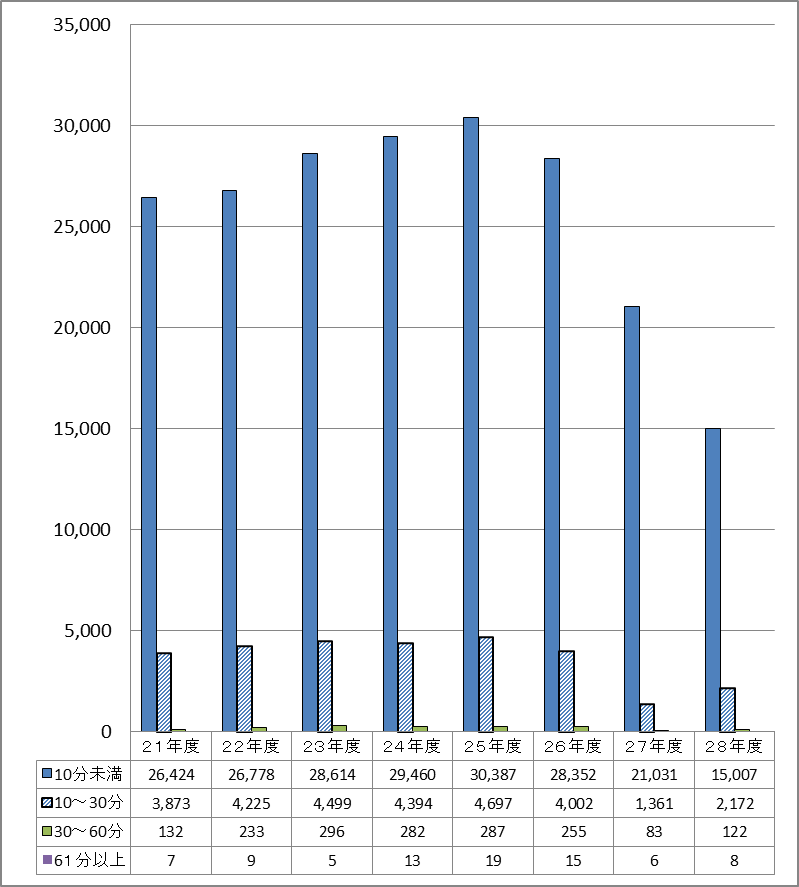 35,000
30,000
25,000
20,000
15,000
10,000
5,000
0
２１年度 ２２年度 ２３年度 ２４年度 ２５年度 ２６年度 ２７年度 ２８年度
10分未満 26,424 26,778 28,614 29,460 30,387 28,352 21,031 15,007
10～30分 3,873 4,225 4,499 4,394 4,697 4,002 1,361 2,172
30～60分 132 233 296 282 287 255 83 122
61分以上 7 9 5 13 19 15 6 8